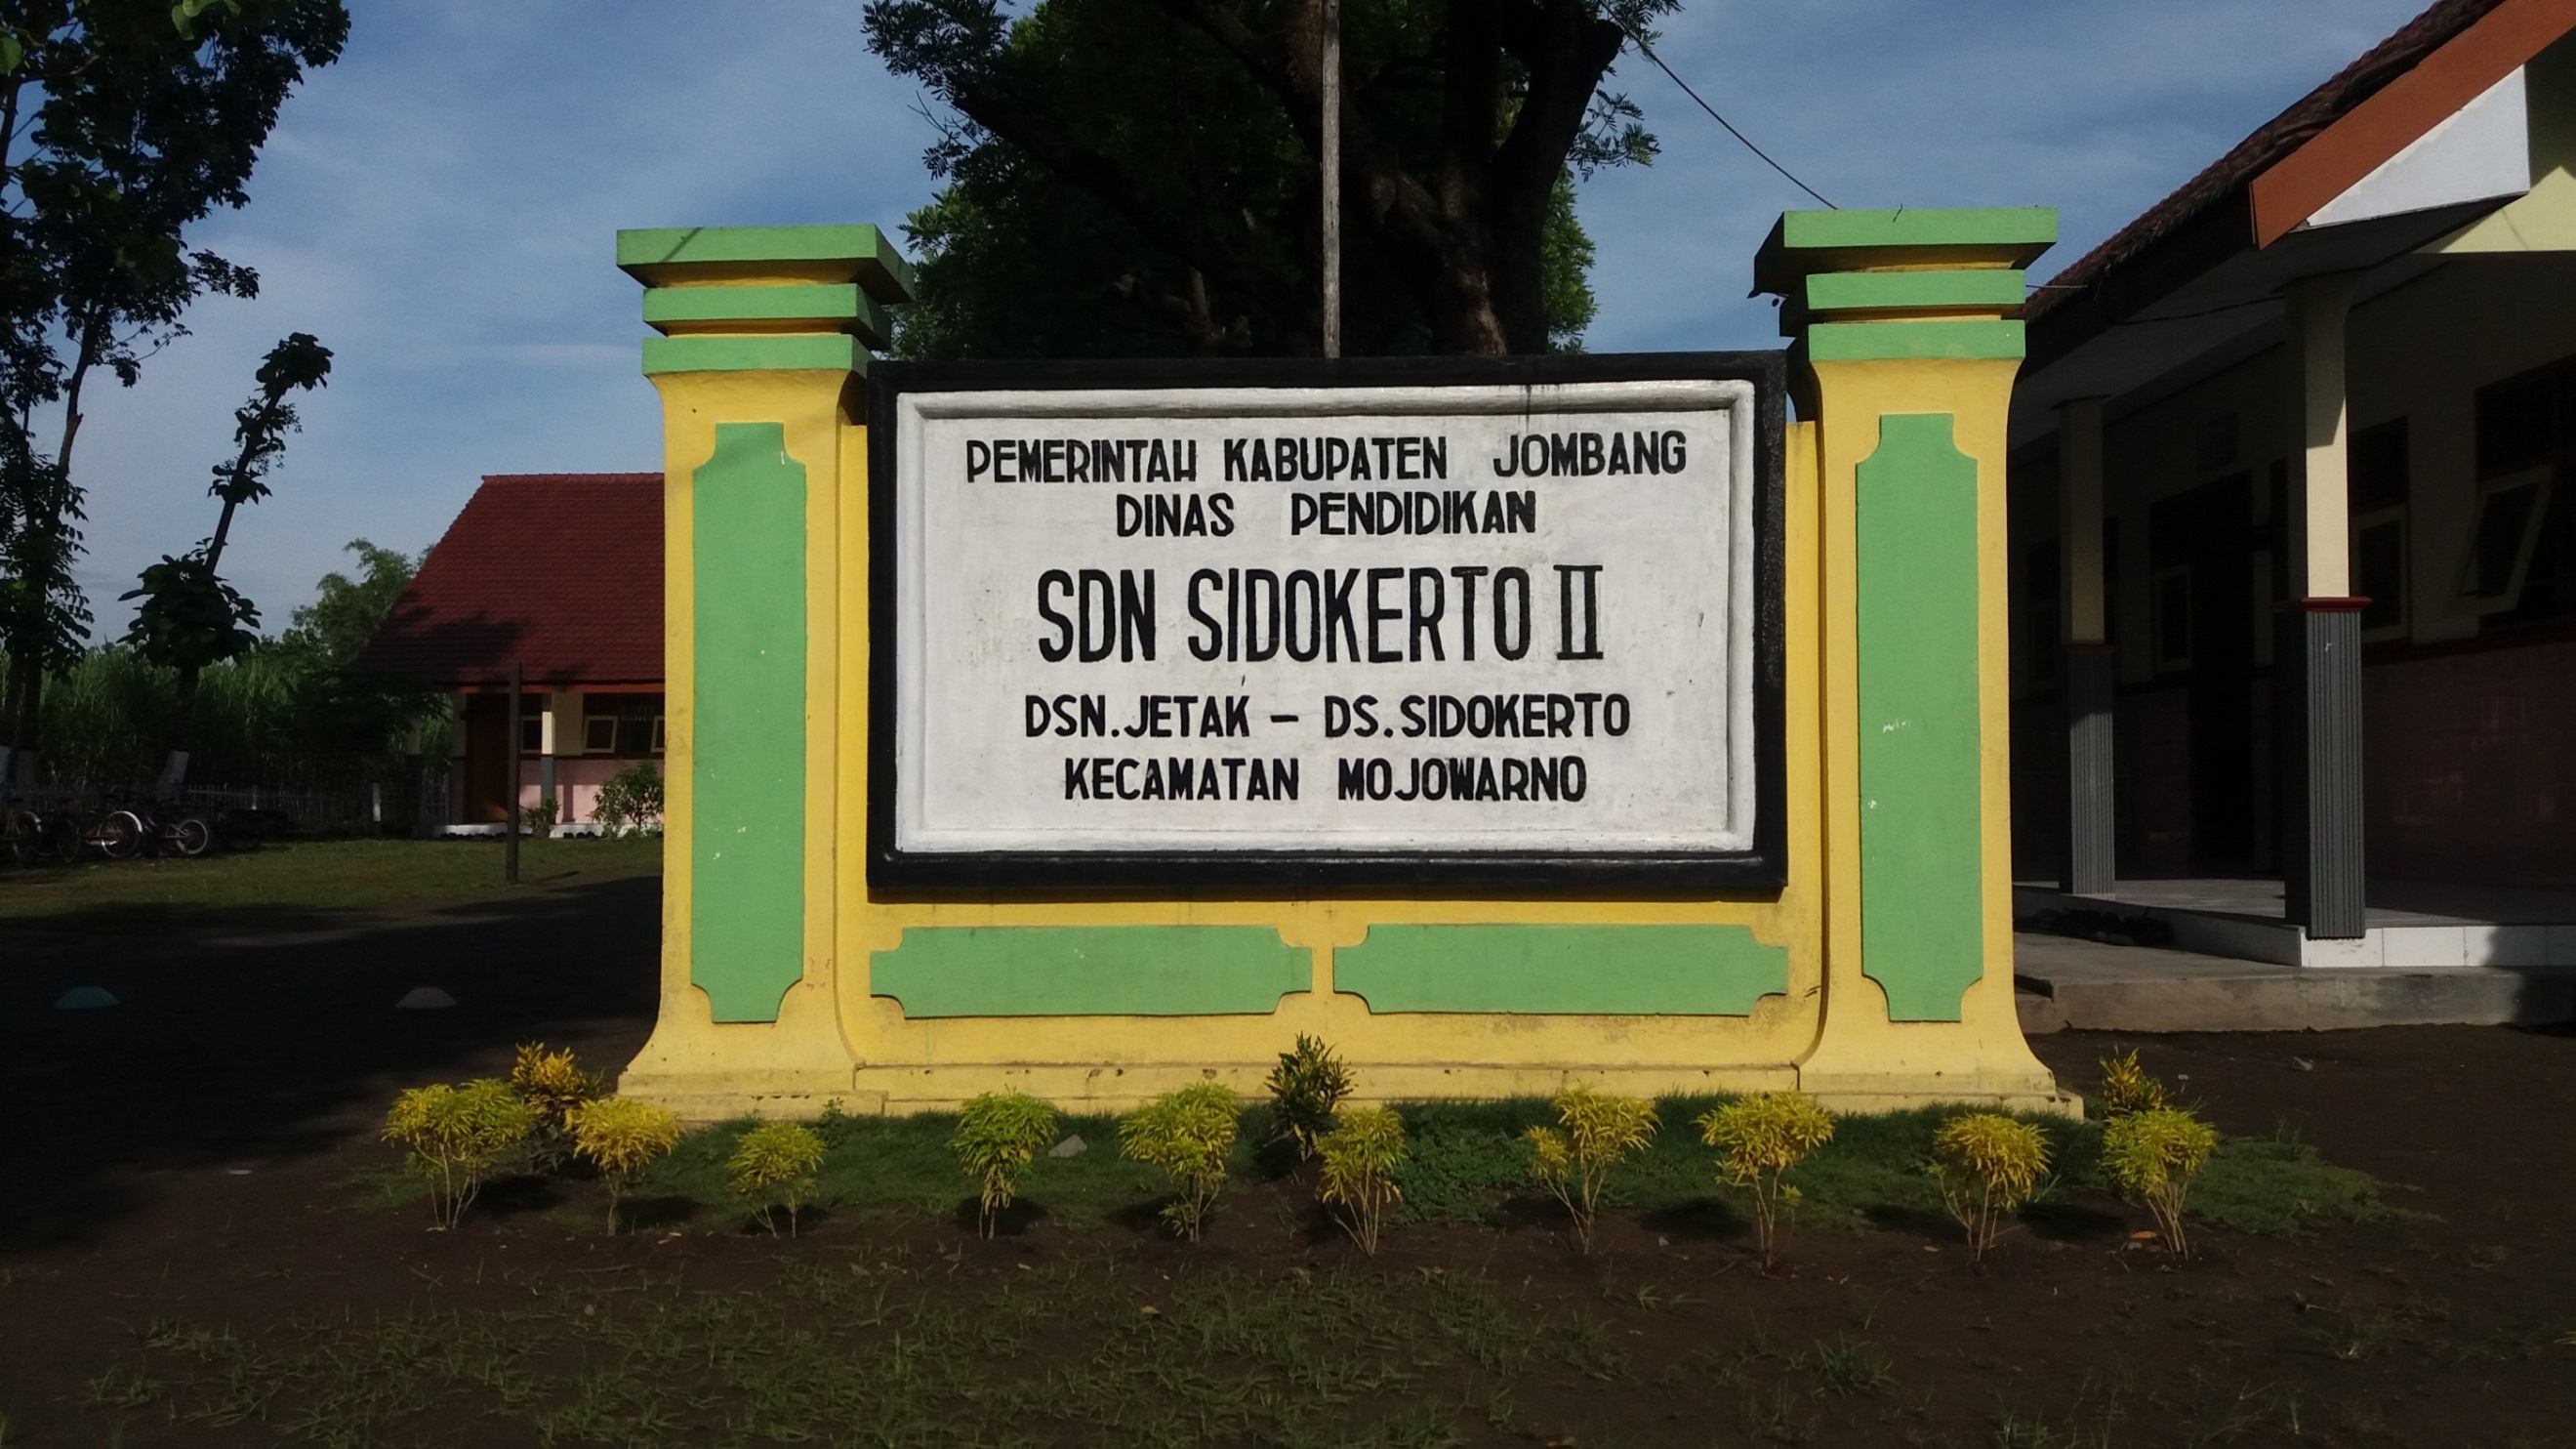 PEMERINTAH KABUPATEN JOMBANG
DINAS PENDIDIKAN
SDN SIDOKERTO II
DSN. JETAK - DS. SIDOKERTO
KECAMATAN MOJOWARNO